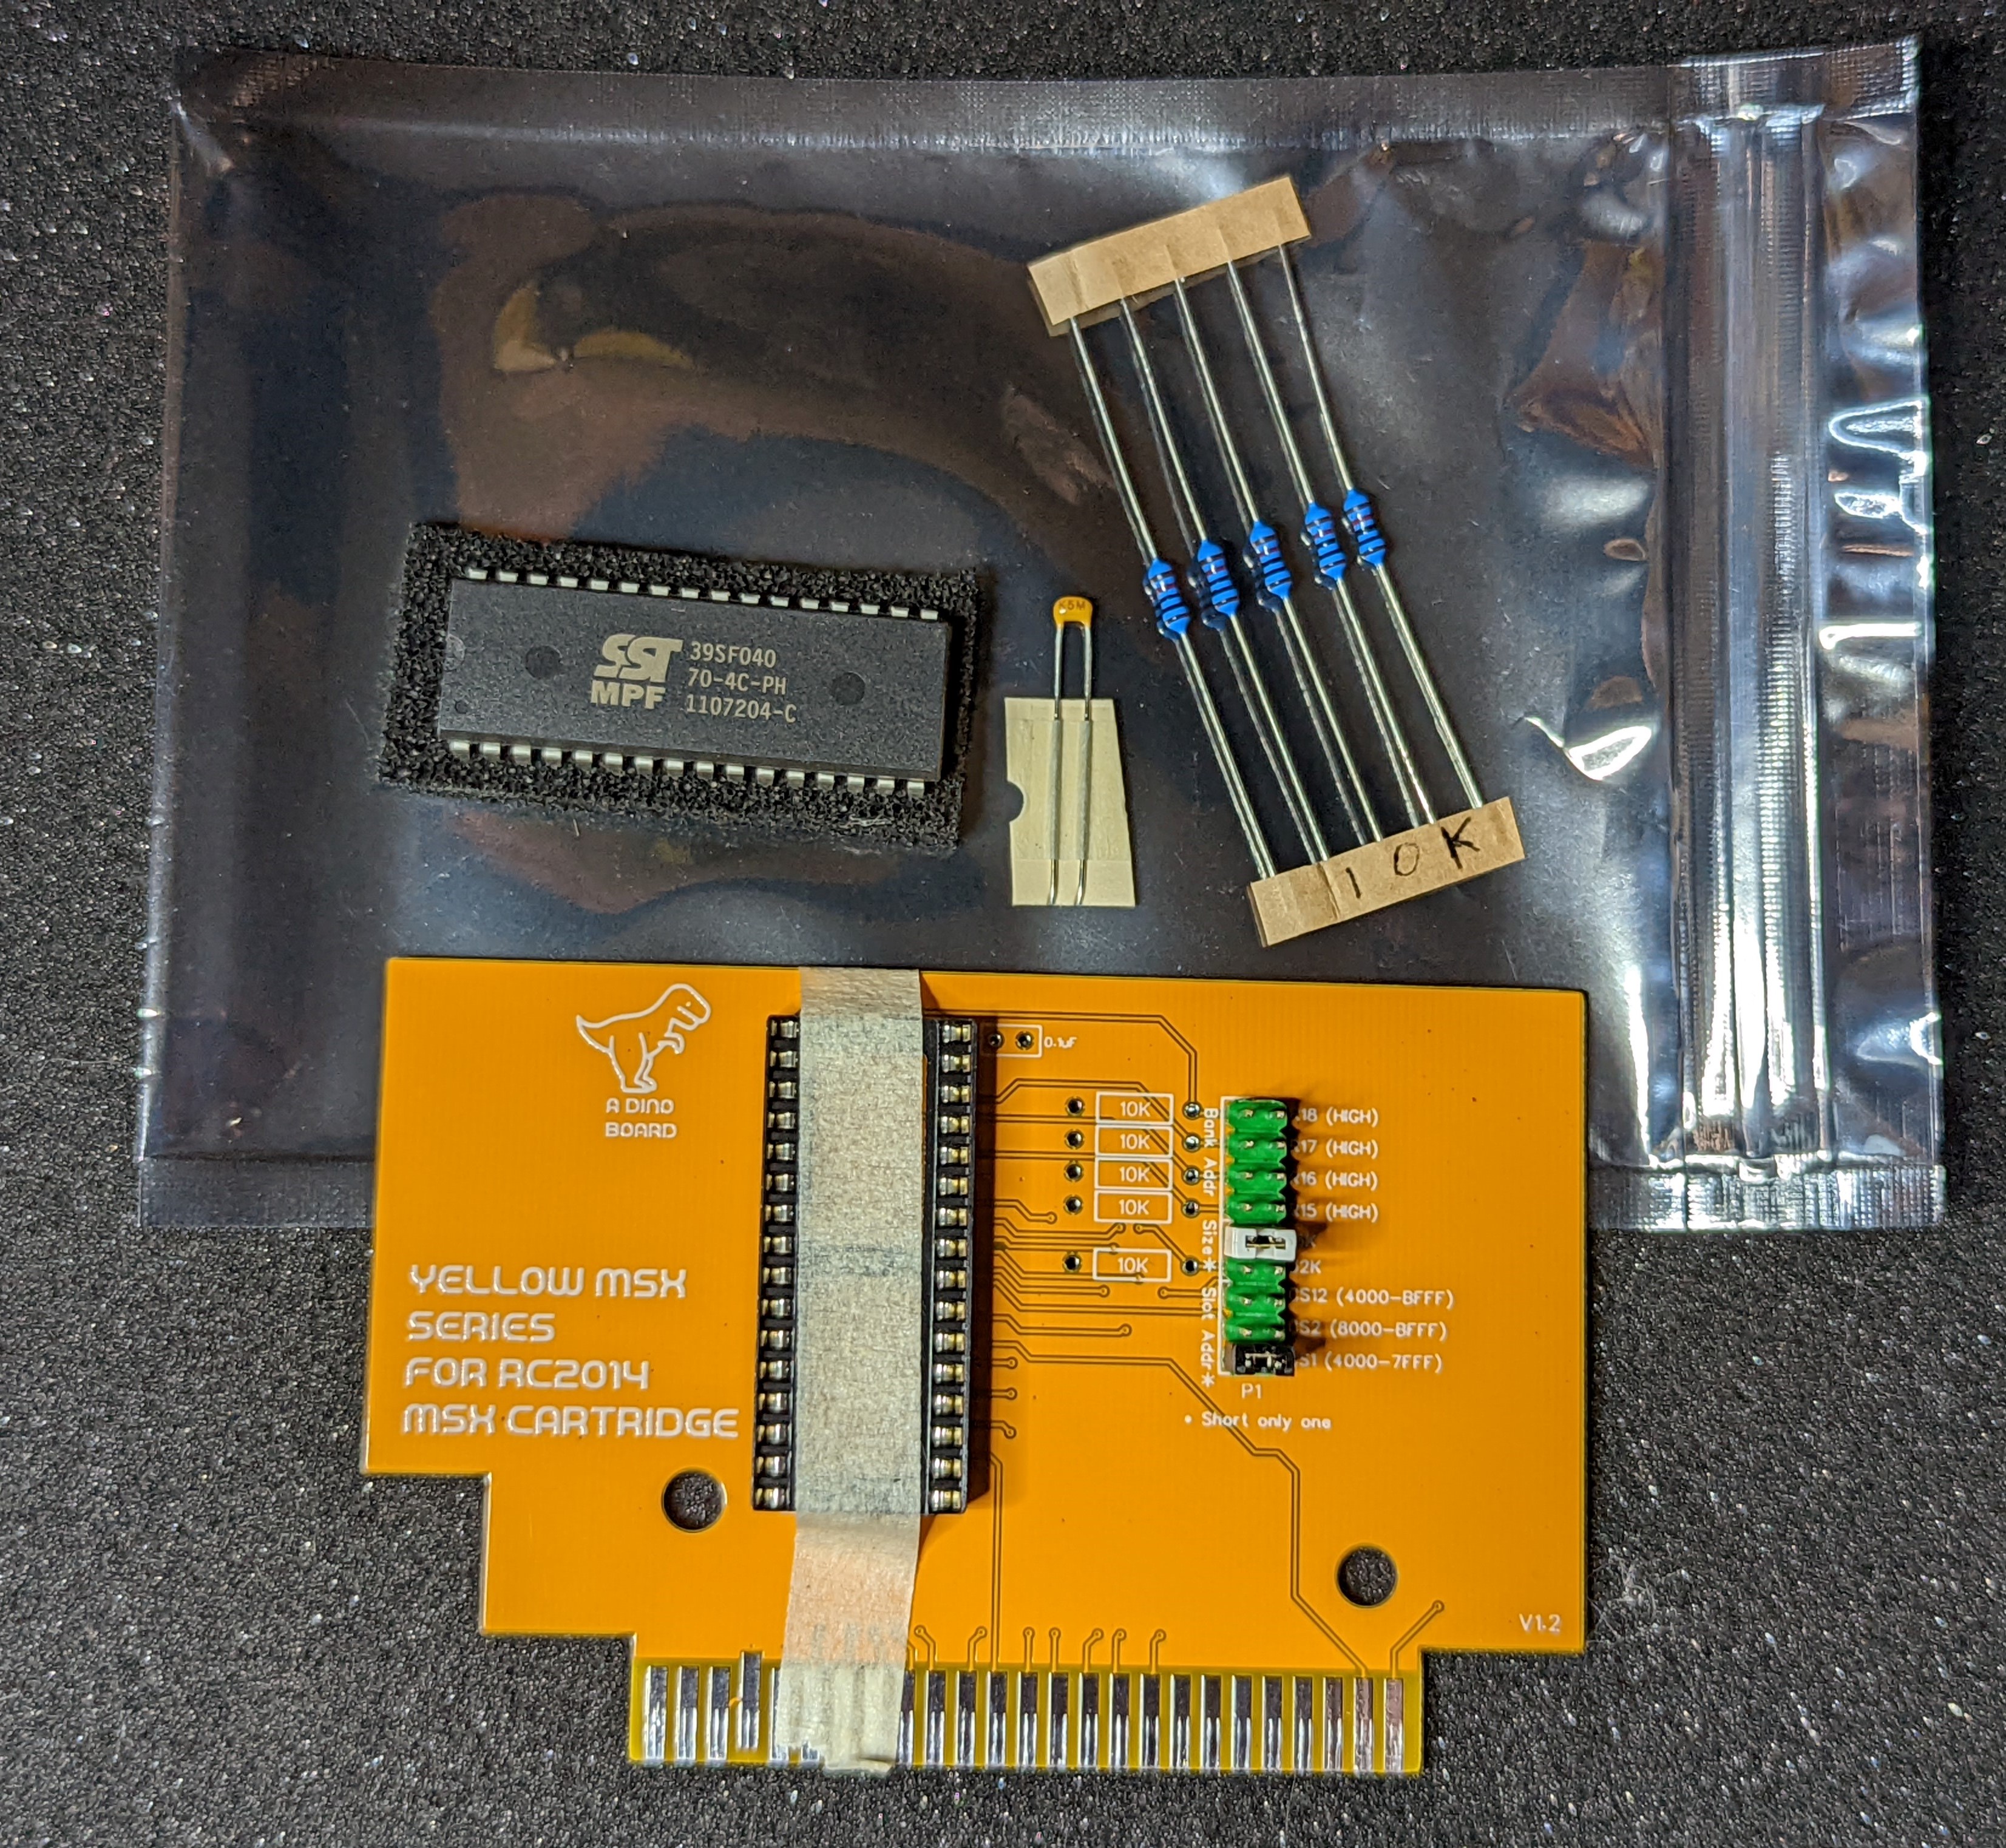 SST
MPF
39SF040
70-4C-PH
1107204-C
K5M
10K
A DINO
BOARD
0.1uF
10K
10K
10K
10K
10K
Bank Addr
Size*
Slot Addr*
(HIGH)
(HIGH)
(HIGH)
(HIGH)
(4000-BFFF)
(8000-BFFF)
(4000-7FFF)
P1
• Short only one
YELLOW MSX
SERIES
FOR RC2014
MSX CARTRIDGE
V1.2